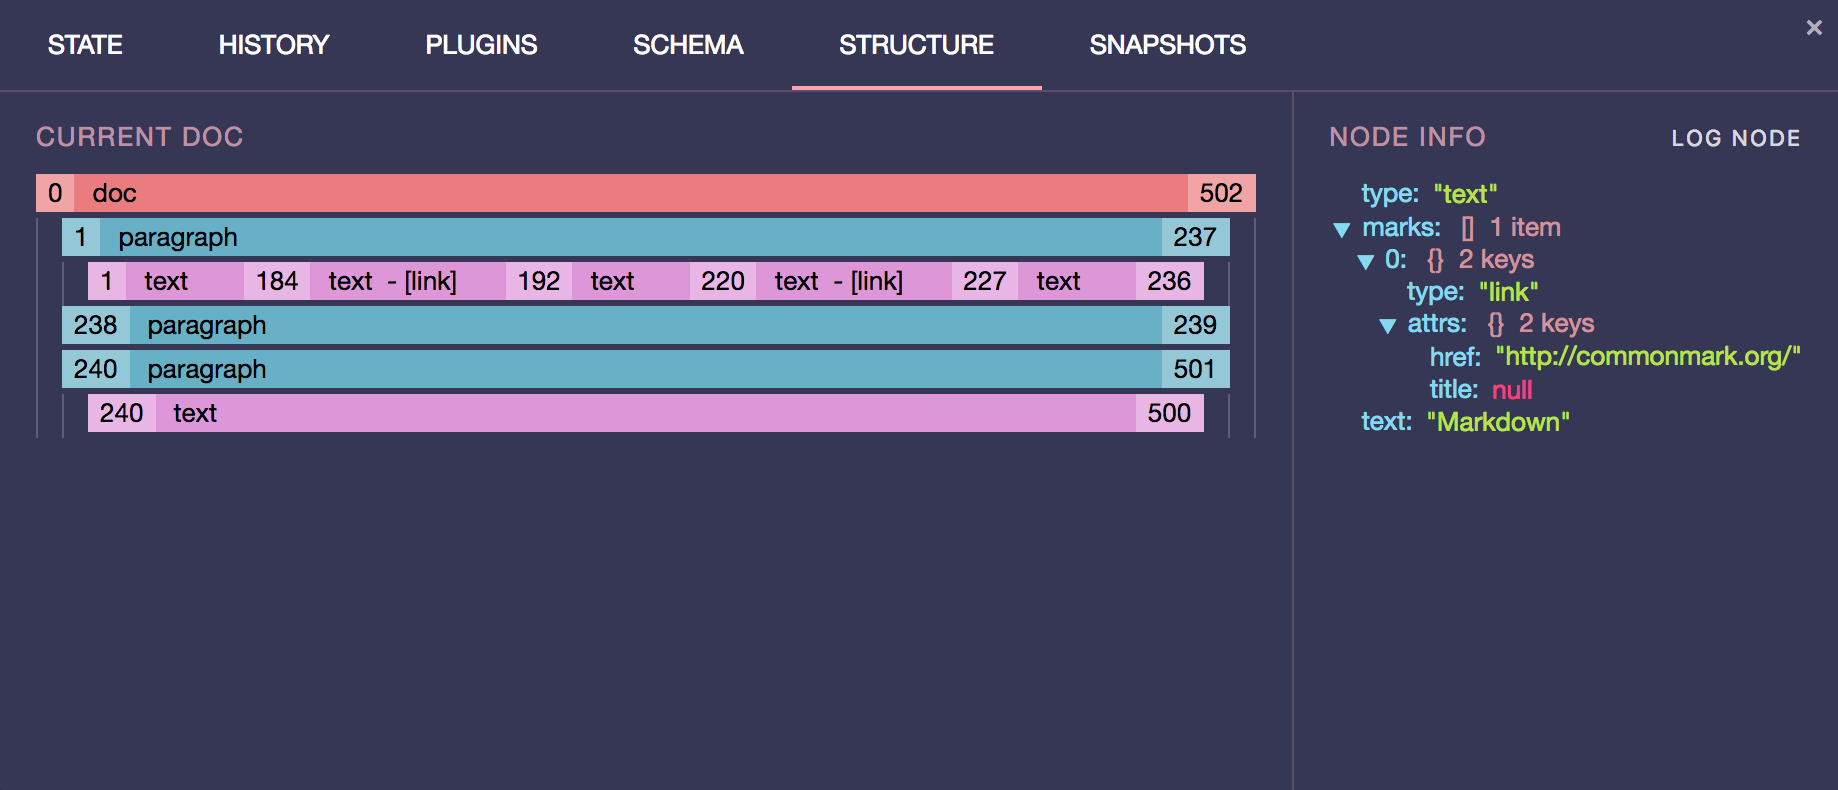 STATE HISTORY PLUGINS SCHEMA STRUCTURE SNAPSHOTS ×
CURRENT DOC
0 doc 502
1 paragraph 237
1 text 184 text - [link] 192 text 220 text - [link] 227 text 236
238 paragraph 239
240 paragraph 501
240 text 500
NODE INFO LOG NODE
type: "text"
▼ marks: [] 1 item
▼ 0: {} 2 keys
type: "link"
▼ attrs: {} 2 keys
href: "http://commonmark.org/"
title: null
text: "Markdown"